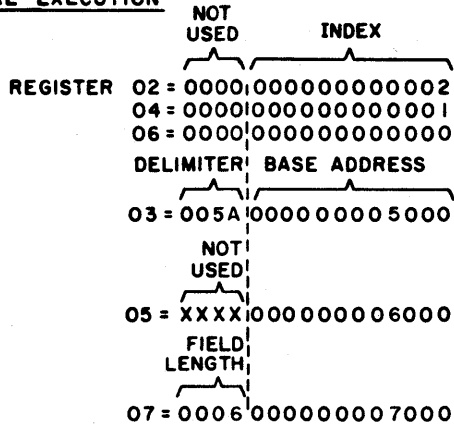 EXECUTION
NOT
USED
INDEX
REGISTER 02 = 0000 000000000002
04 = 0000 000000000001
06 = 0000 000000000000
DELIMITER BASE ADDRESS
03 = 005A 000000005000
NOT
USED
05 = XXXX 000000006000
FIELD
LENGTH
07 = 0006 000000007000